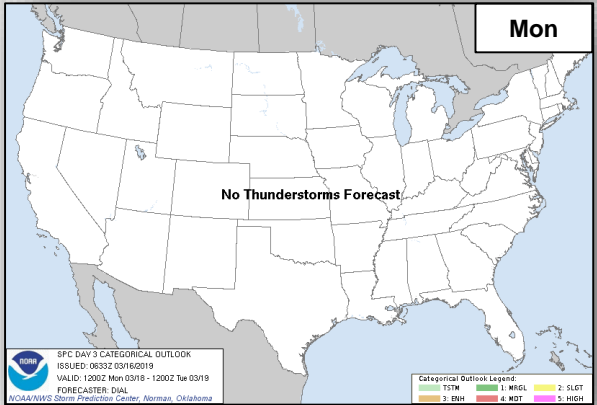 Mon
No Thunderstorms Forecast
NOAA
SPC DAY 3 CATEGORICAL OUTLOOK
ISSUED: 0633Z 03/16/2019
VALID: 1200Z Mon 03/18 - 1200Z Tue 03/19
FORECASTER: DIAL
NOAA/NWS Storm Prediction Center, Norman, Oklahoma
Categorical Outlook Legend:
TSTM 1: MRGL 2: SLGT
3: ENH 4: MDT 5: HIGH